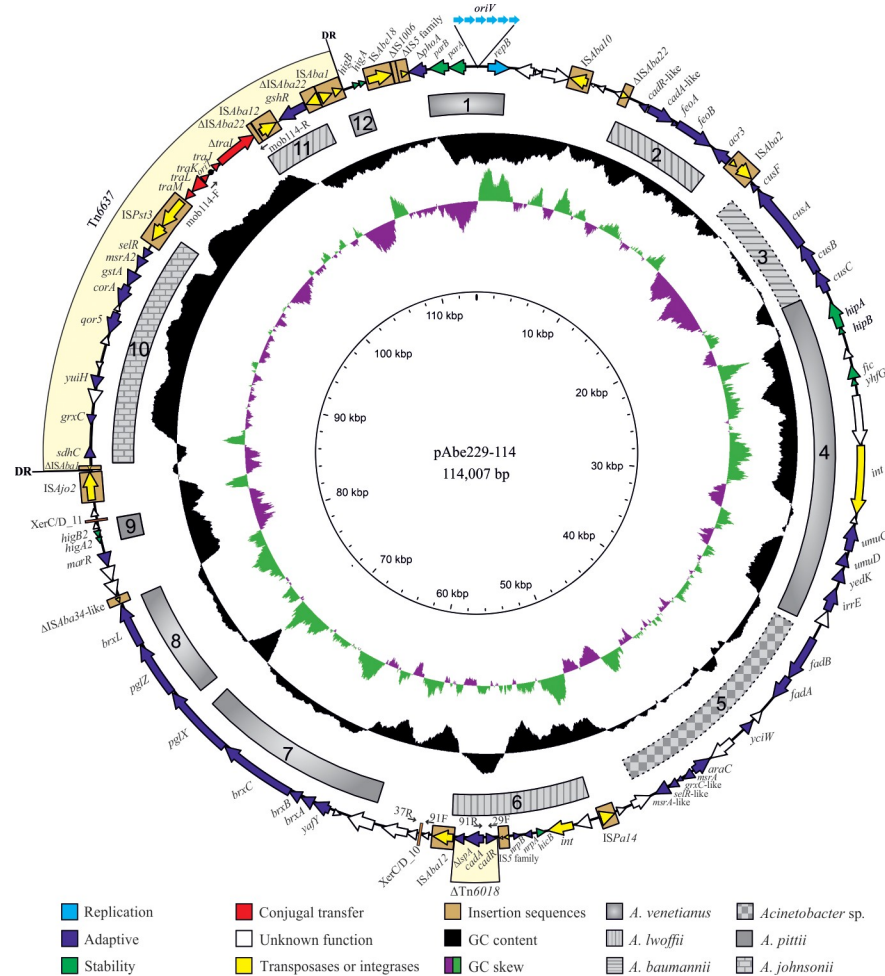 oriV
DR
higB
higA
ISAbe18
ΔIS1006
ΔIS5 family
ΔphoA
parB
parA
repB
ISAba10
ΔISAba22
cadR-like
cadA-like
feoA
feoB
acr3
ISAba2
cusF
cusA
cusB
cusC
hipA
hipB
fic
yhfG
int
umuC
umuD
yedK
irrE
fadB
fadA
yciW
araC
msrA
grxC-like
selR-like
msrA-like
ISPa14
int
hicB
nrpA
nrpB
IS5 family
29F
cadR
cadA
ΔlspA
91R
ΔTn6018
ISAba12
91F
37R
XerC/D_10
yafY
brxA
brxB
brxC
pglX
pglZ
brxL
ΔISAba34-like
marR
higA2
higB2
XerC/D_11
ISAjo2
DR
ΔISAba1
sdhC
grxC
yuiH
qor5
corA
gstA
msrA2
selR
ISPst3
mob114-F
traM
traL
traK
oriT
traJ
ΔtraI
mob114-R
ΔISAba22
ISAba12
gshR
ΔISAba22
ISAba1
Tn6637
1
2
3
4
5
6
7
8
9
10
11
12
110 kbp
10 kbp
100 kbp
20 kbp
90 kbp
30 kbp
80 kbp
40 kbp
70 kbp
50 kbp
60 kbp
pAbe229-114
114,007 bp
Replication
Conjugal transfer
Insertion sequences
A. venetianus
Acinetobacter sp.
Adaptive
Unknown function
GC content
A. lwoffii
A. pittii
Stability
Transposases or integrases
GC skew
A. baumannii
A. johnsonii